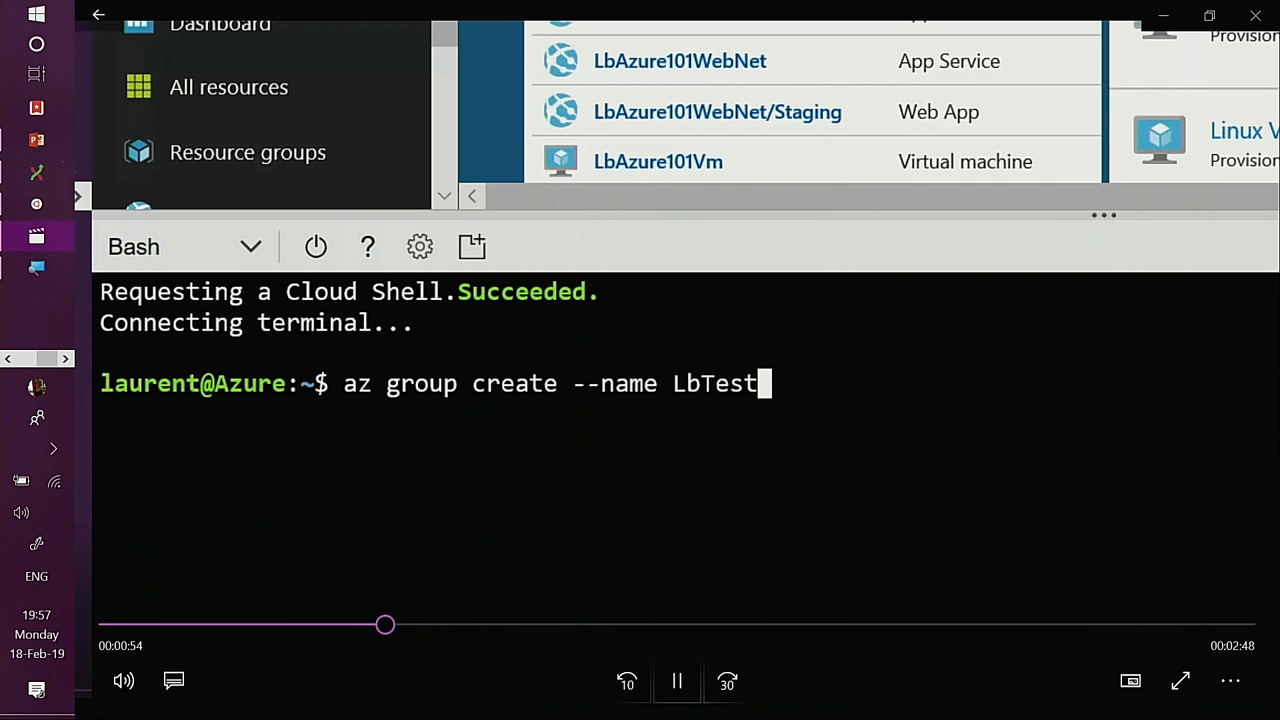 Dashboard
All resources
Resource groups
LbAzure101WebNet App Service
LbAzure101WebNet/Staging Web App
LbAzure101Vm Virtual machine
Linux V
Provision
Bash
?
Requesting a Cloud Shell.Succeeded.
Connecting terminal...
laurent@Azure:~$ az group create --name LbTest
ENG
19:57
Monday
18-Feb-19
00:00:54
00:02:48
10
30